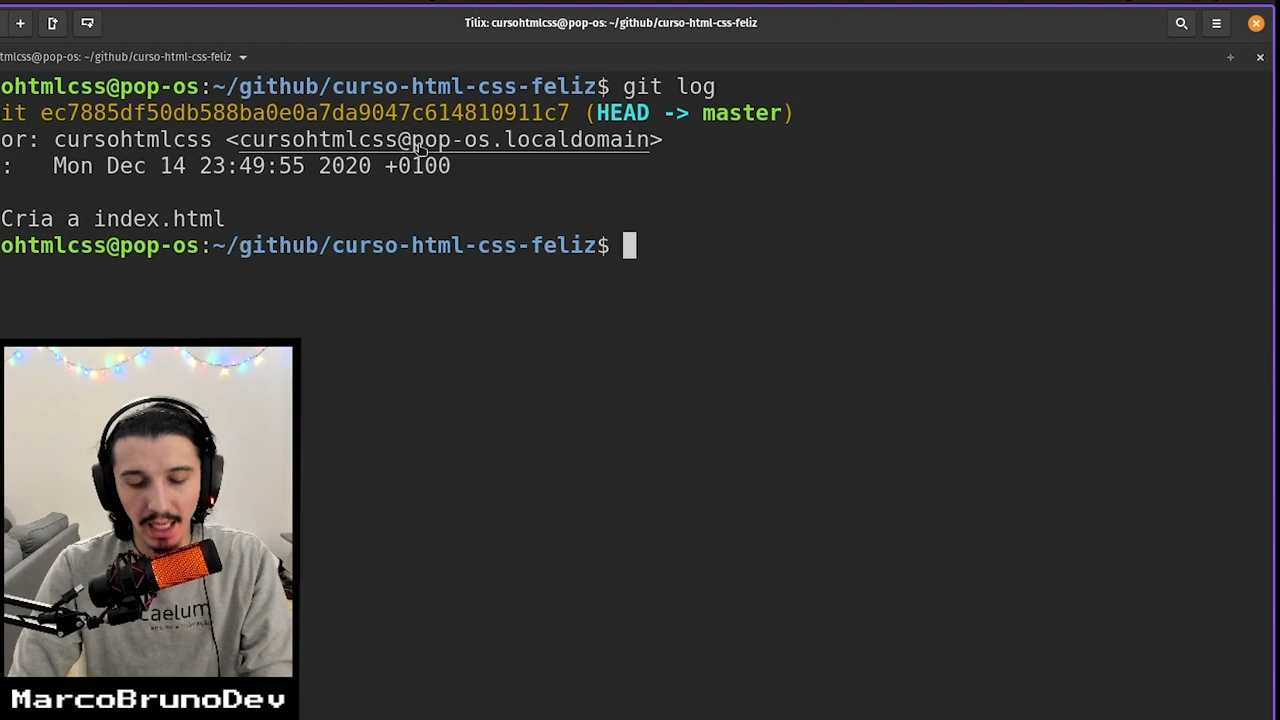 Tilix: cursohtmlcss@pop-os: ~/github/curso-html-css-feliz
tmlcss@pop-os: ~/github/curso-html-css-feliz
ohtmlcss@pop-os:~/github/curso-html-css-feliz$ git log
it ec7885df50db588ba0e0a7da9047c614810911c7 (HEAD -> master)
or: cursohtmlcss <cursohtmlcss@pop-os.localdomain>
:   Mon Dec 14 23:49:55 2020 +0100
Cria a index.html
ohtmlcss@pop-os:~/github/curso-html-css-feliz$
caelum
MarcoBrunoDev